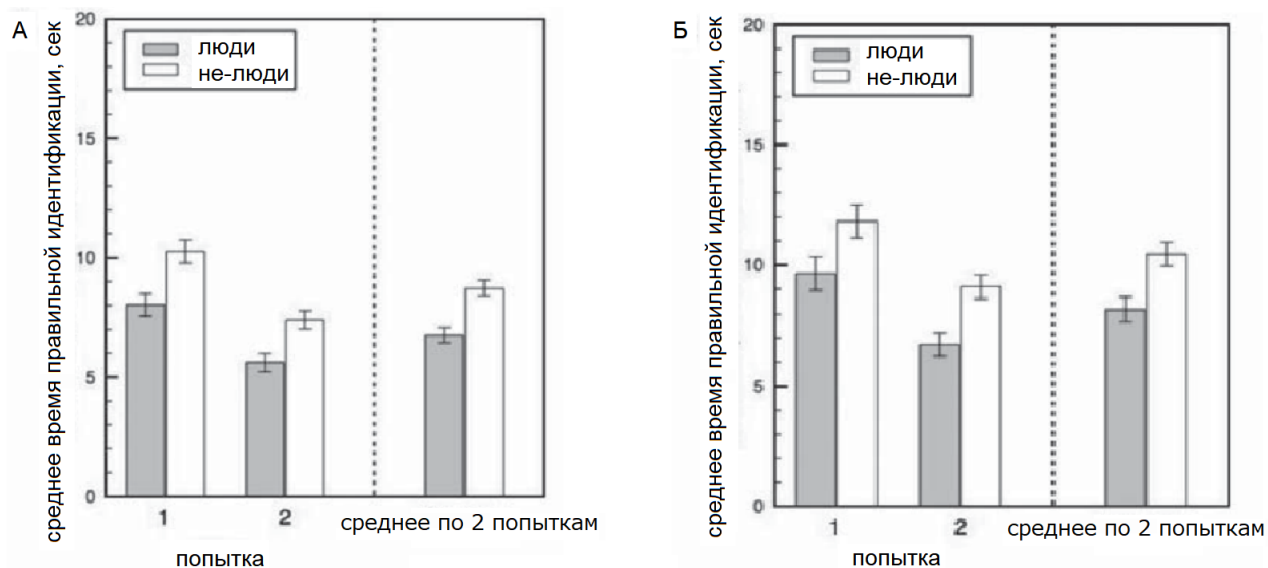 А
среднее время правильной идентификации, сек
20
15
10
5
0
люди
не-люди
1
2
среднее по 2 попыткам
попытка
Б
среднее время правильной идентификации, сек
20
15
10
5
0
люди
не-люди
1
2
среднее по 2 попыткам
попытка